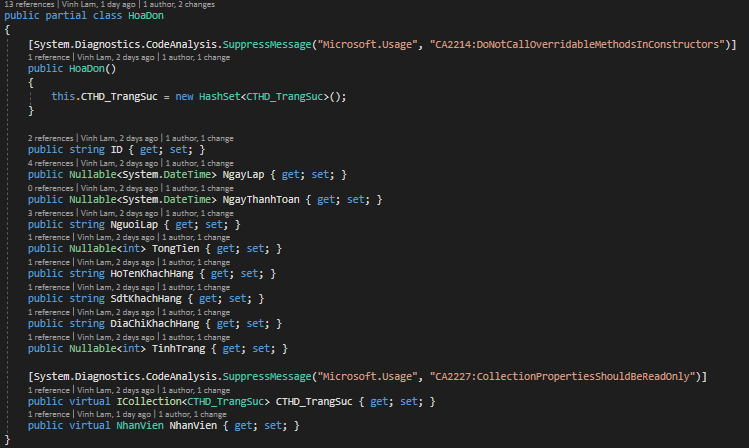 13 references | Vinh Lam, 1 day ago | 1 author, 2 changes
public partial class HoaDon
{
[System.Diagnostics.CodeAnalysis.SuppressMessage("Microsoft.Usage", "CA2214:DoNotCallOverridableMethodsInConstructors")]
1 reference | Vinh Lam, 2 days ago | 1 author, 1 change
public HoaDon()
{
this.CTHD_TrangSuc = new HashSet<CTHD_TrangSuc>();
}
2 references | Vinh Lam, 2 days ago | 1 author, 1 change
public string ID { get; set; }
4 references | Vinh Lam, 2 days ago | 1 author, 1 change
public Nullable<System.DateTime> NgayLap { get; set; }
0 references | Vinh Lam, 2 days ago | 1 author, 1 change
public Nullable<System.DateTime> NgayThanhToan { get; set; }
3 references | Vinh Lam, 2 days ago | 1 author, 1 change
public string NguoiLap { get; set; }
1 reference | Vinh Lam, 2 days ago | 1 author, 1 change
public Nullable<int> TongTien { get; set; }
1 reference | Vinh Lam, 2 days ago | 1 author, 1 change
public string HoTenKhachHang { get; set; }
1 reference | Vinh Lam, 2 days ago | 1 author, 1 change
public string SdtKhachHang { get; set; }
1 reference | Vinh Lam, 2 days ago | 1 author, 1 change
public string DiaChiKhachHang { get; set; }
1 reference | Vinh Lam, 2 days ago | 1 author, 1 change
public Nullable<int> TinhTrang { get; set; }
[System.Diagnostics.CodeAnalysis.SuppressMessage("Microsoft.Usage", "CA2227:CollectionPropertiesShouldBeReadOnly")]
1 reference | Vinh Lam, 2 days ago | 1 author, 1 change
public virtual ICollection<CTHD_TrangSuc> CTHD_TrangSuc { get; set; }
1 reference | Vinh Lam, 2 days ago | 1 author, 1 change
public virtual NhanVien NhanVien { get; set; }
}